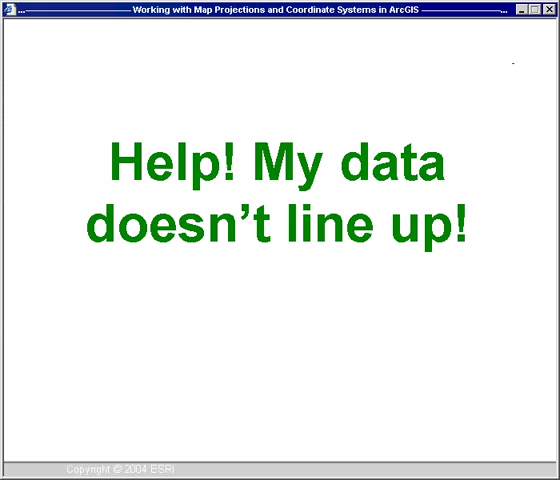 ... Working with Map Projections and Coordinate Systems in ArcGIS ...
Help! My data
doesn’t line up!
Copyright © 2004 ESRI